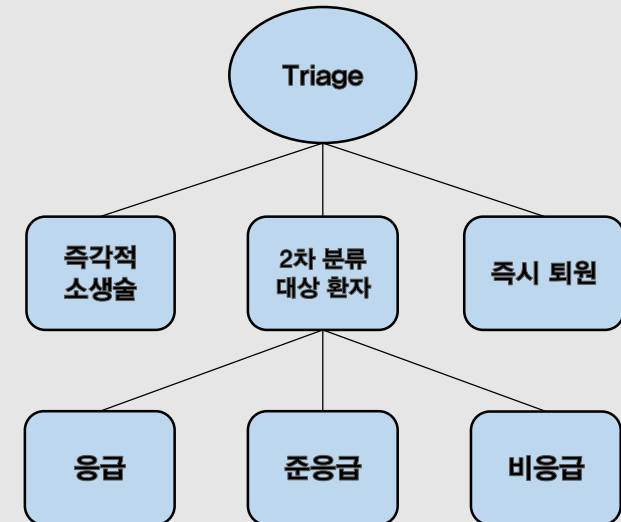 Triage
즉각적
소생술
2차 분류
대상 환자
즉시 퇴원
응급
준응급
비응급